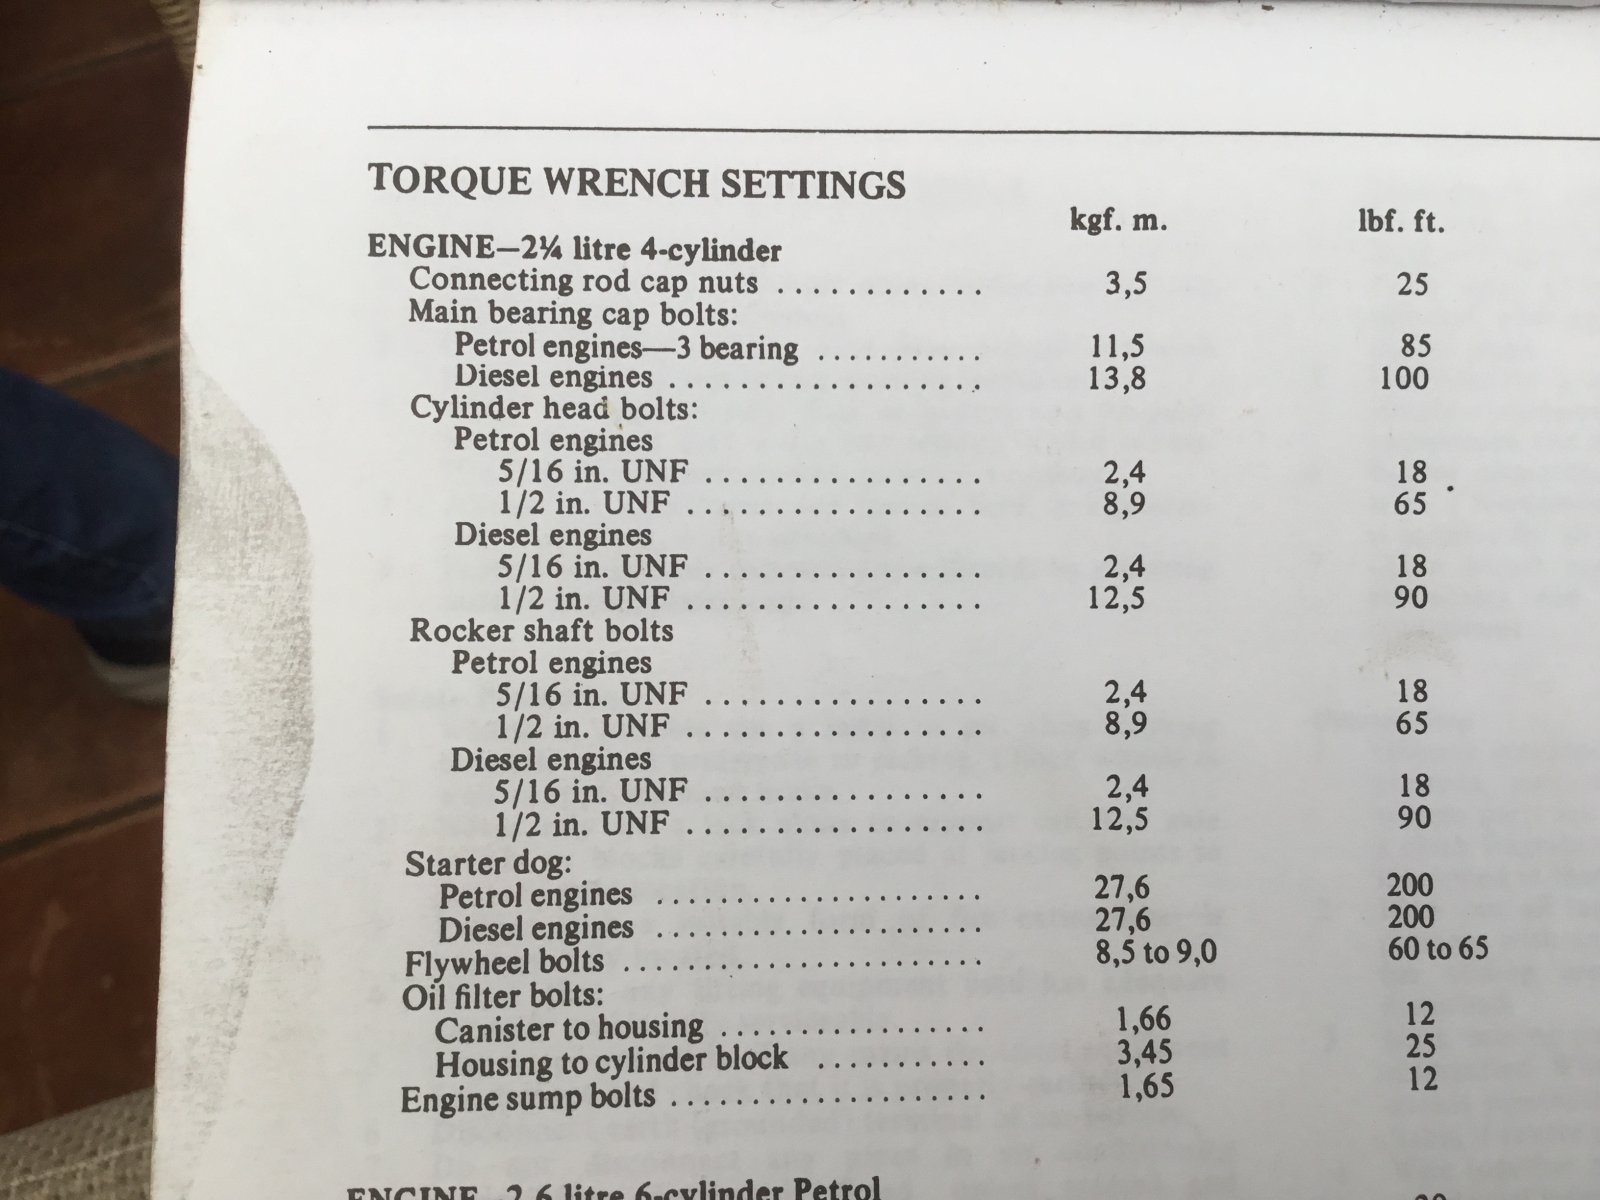 TORQUE WRENCH SETTINGS
kgf. m. lbf. ft.
ENGINE—2¼ litre 4-cylinder
Connecting rod cap nuts ............ 3,5 25
Main bearing cap bolts:
Petrol engines—3 bearing ........... 11,5 85
Diesel engines .................. 13,8 100
Cylinder head bolts:
Petrol engines
5/16 in. UNF ................ 2,4 18
1/2 in. UNF ................. 8,9 65
Diesel engines
5/16 in. UNF ................ 2,4 18
1/2 in. UNF ................. 12,5 90
Rocker shaft bolts
Petrol engines
5/16 in. UNF ................ 2,4 18
1/2 in. UNF ................. 8,9 65
Diesel engines
5/16 in. UNF ................ 2,4 18
1/2 in. UNF ................. 12,5 90
Starter dog:
Petrol engines ................... 27,6 200
Diesel engines ................... 27,6 200
Flywheel bolts ..................... 8,5 to 9,0 60 to 65
Oil filter bolts:
Canister to housing ............... 1,66 12
Housing to cylinder block .......... 3,45 25
Engine sump bolts .................. 1,65 12
ENGINE—2.6 litre 6-cylinder Petrol